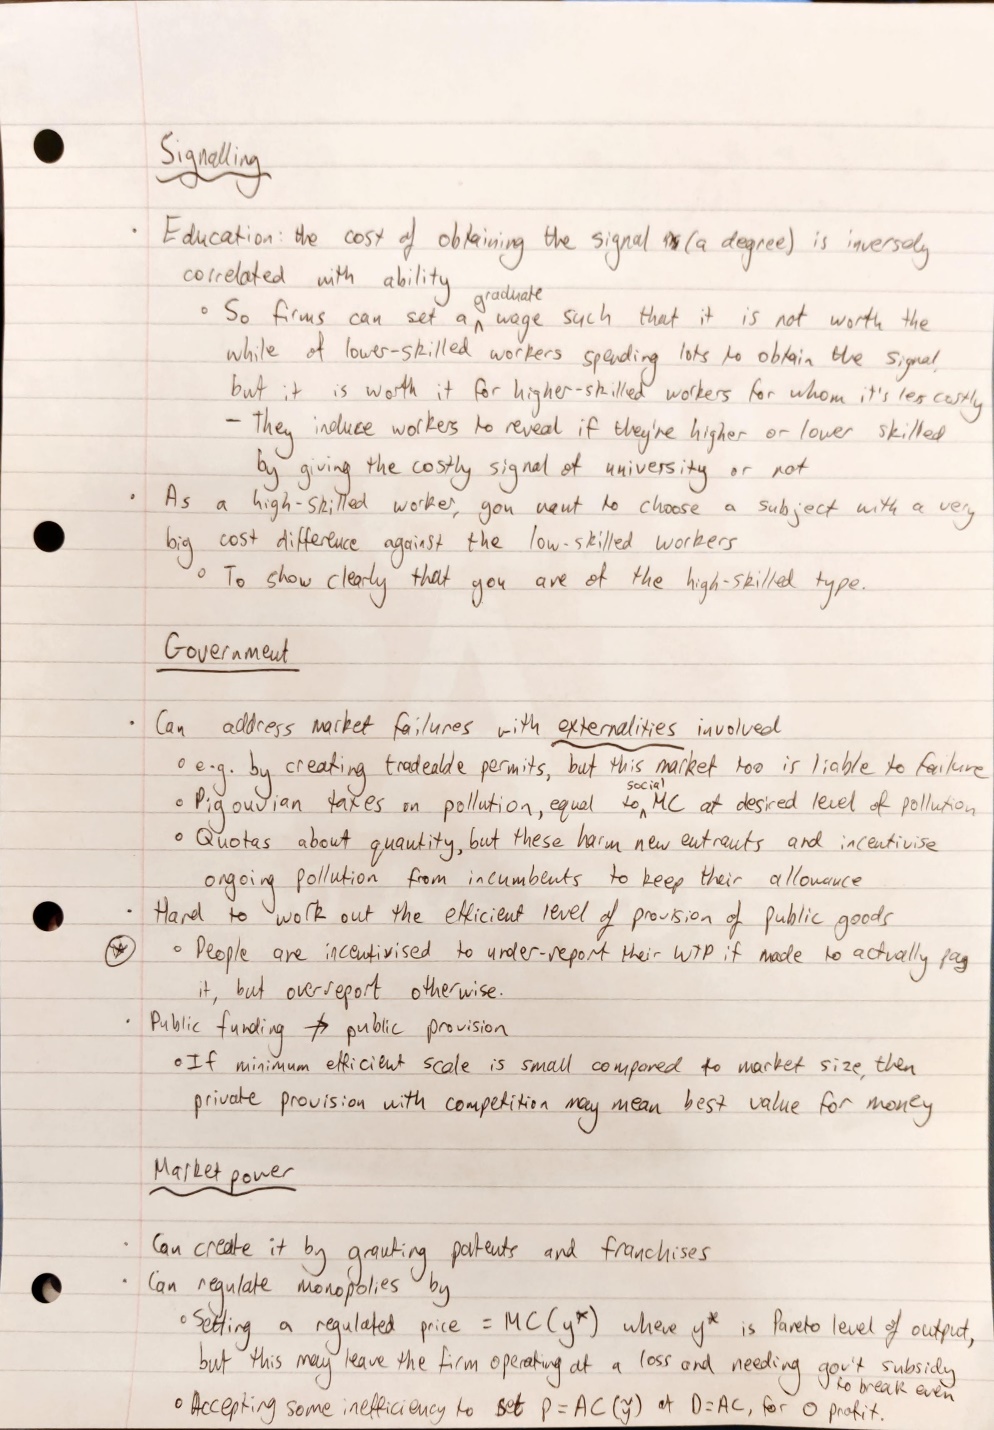 Signalling
· Education: the cost of obtaining the signal (a degree) is inversely
correlated with ability
◦ So firms can set a graduate wage such that it is not worth the
while of lower-skilled workers spending lots to obtain the signal,
but it is worth it for higher-skilled workers for whom it's less costly
– They induce workers to reveal if they're higher or lower skilled
by giving the costly signal of university or not
· As a high-skilled worker, you want to choose a subject with a very
big cost difference against the low-skilled workers
◦ To show clearly that you are of the high-skilled type.
Government
· Can address market failures with externalities involved
◦ e.g. by creating tradeable permits, but this market too is liable to failure
◦ Pigouvian taxes on pollution, equal to social MC at desired level of pollution
◦ Quotas about quantity, but these harm new entrants and incentivise
ongoing pollution from incumbents to keep their allowance
· Hard to work out the efficient level of provision of public goods
◦ People are incentivised to under-report their WTP if made to actually pay
it, but overreport otherwise.
· Public funding ↛ public provision
◦ If minimum efficient scale is small compared to market size, then
private provision with competition may mean best value for money
Market power
· Can create it by granting patents and franchises
· Can regulate monopolies by
◦ Setting a regulated price = MC(y*) where y* is Pareto level of output,
but this may leave the firm operating at a loss and needing gov't subsidy
to break even
◦ Accepting some inefficiency to set P = AC(ỹ) at D=AC, for 0 profit.